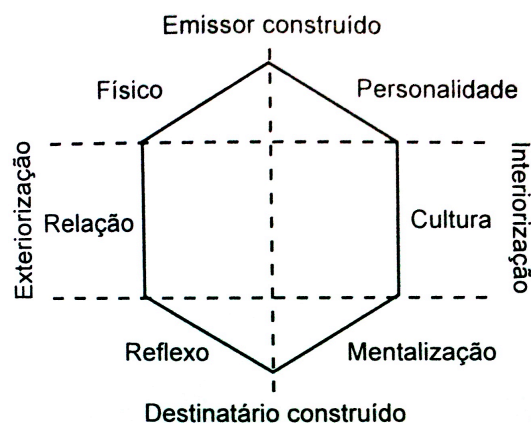 Emissor construído
Físico
Personalidade
Exteriorização
Relação
Cultura
Interiorização
Reflexo
Mentalização
Destinatário construído